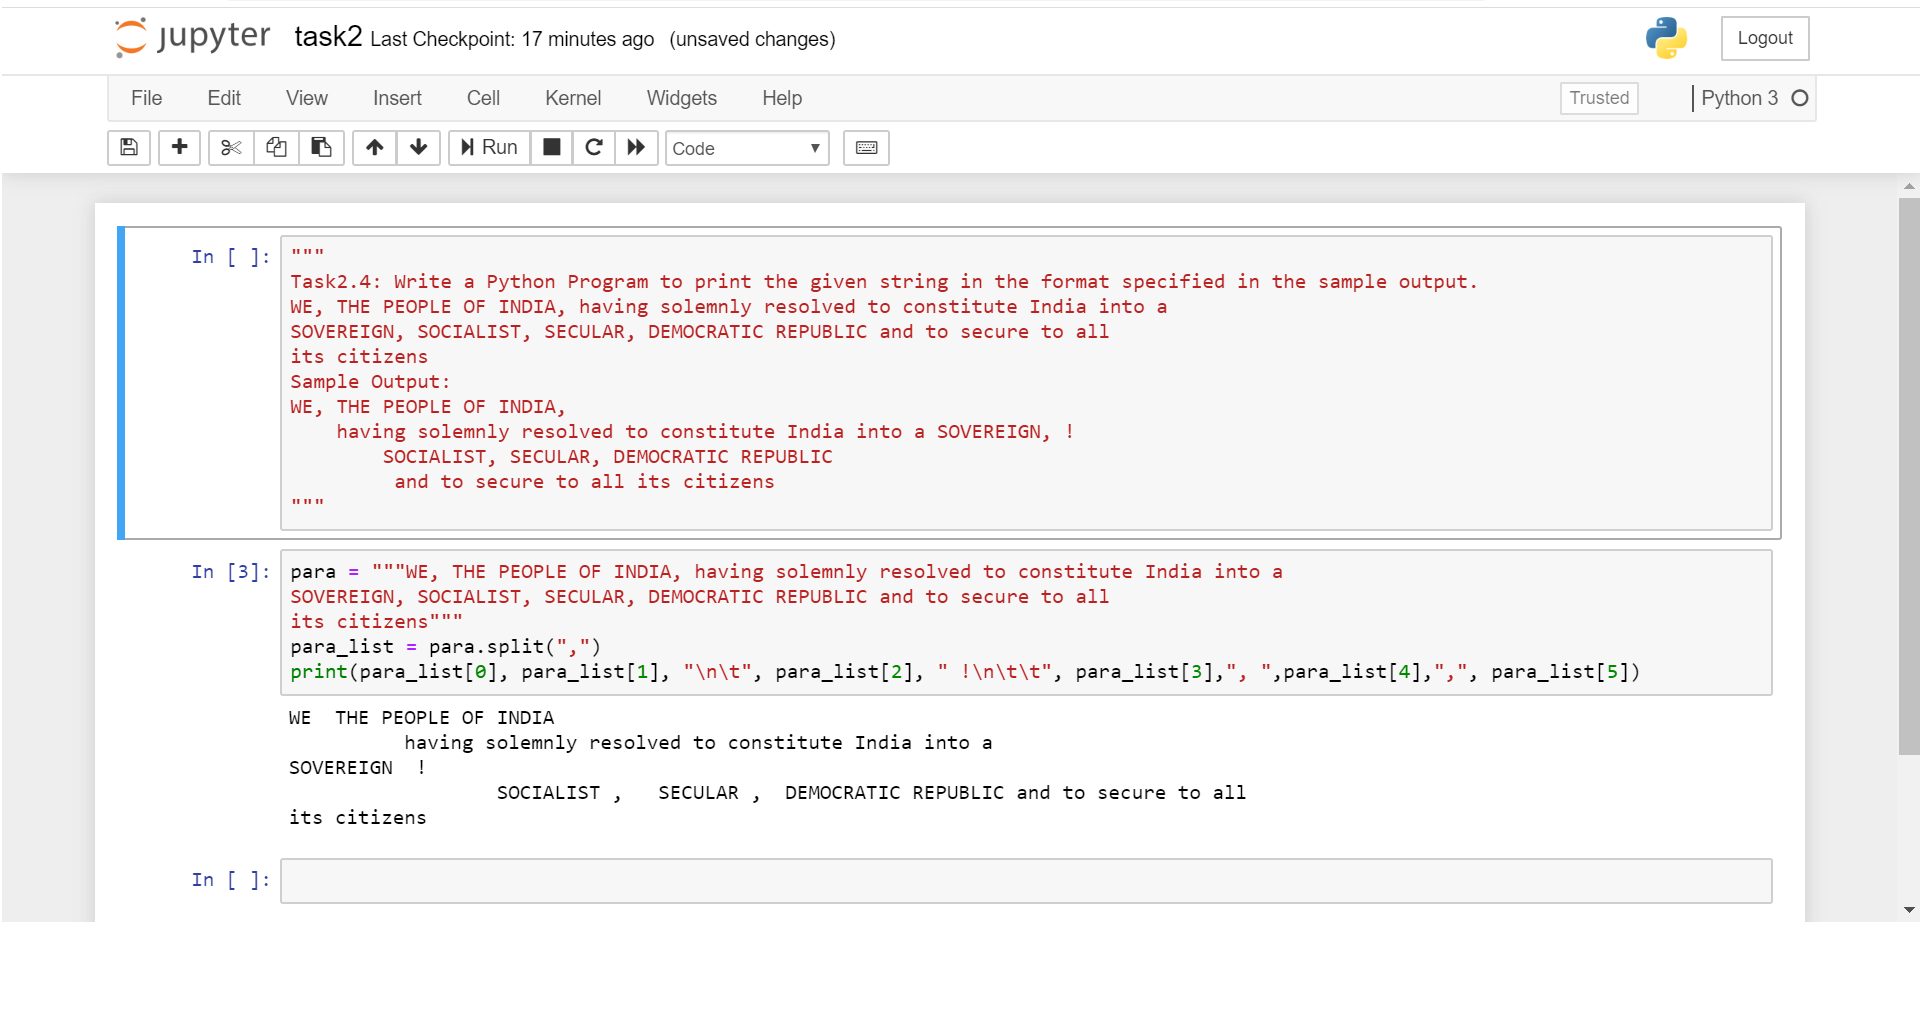 jupyter task2 Last Checkpoint: 17 minutes ago (unsaved changes) Logout
File Edit View Insert Cell Kernel Widgets Help Trusted Python 3
Run Code
In [ ]: """
Task2.4: Write a Python Program to print the given string in the format specified in the sample output.
WE, THE PEOPLE OF INDIA, having solemnly resolved to constitute India into a
SOVEREIGN, SOCIALIST, SECULAR, DEMOCRATIC REPUBLIC and to secure to all
its citizens
Sample Output:
WE, THE PEOPLE OF INDIA,
    having solemnly resolved to constitute India into a SOVEREIGN, !
        SOCIALIST, SECULAR, DEMOCRATIC REPUBLIC
         and to secure to all its citizens
"""
In [3]: para = """WE, THE PEOPLE OF INDIA, having solemnly resolved to constitute India into a
SOVEREIGN, SOCIALIST, SECULAR, DEMOCRATIC REPUBLIC and to secure to all
its citizens"""
para_list = para.split(",")
print(para_list[0], para_list[1], "\n\t", para_list[2], " !\n\t\t", para_list[3],", ",para_list[4],",", para_list[5])
WE  THE PEOPLE OF INDIA
          having solemnly resolved to constitute India into a
SOVEREIGN  !
                  SOCIALIST ,   SECULAR ,  DEMOCRATIC REPUBLIC and to secure to all
its citizens
In [ ]: